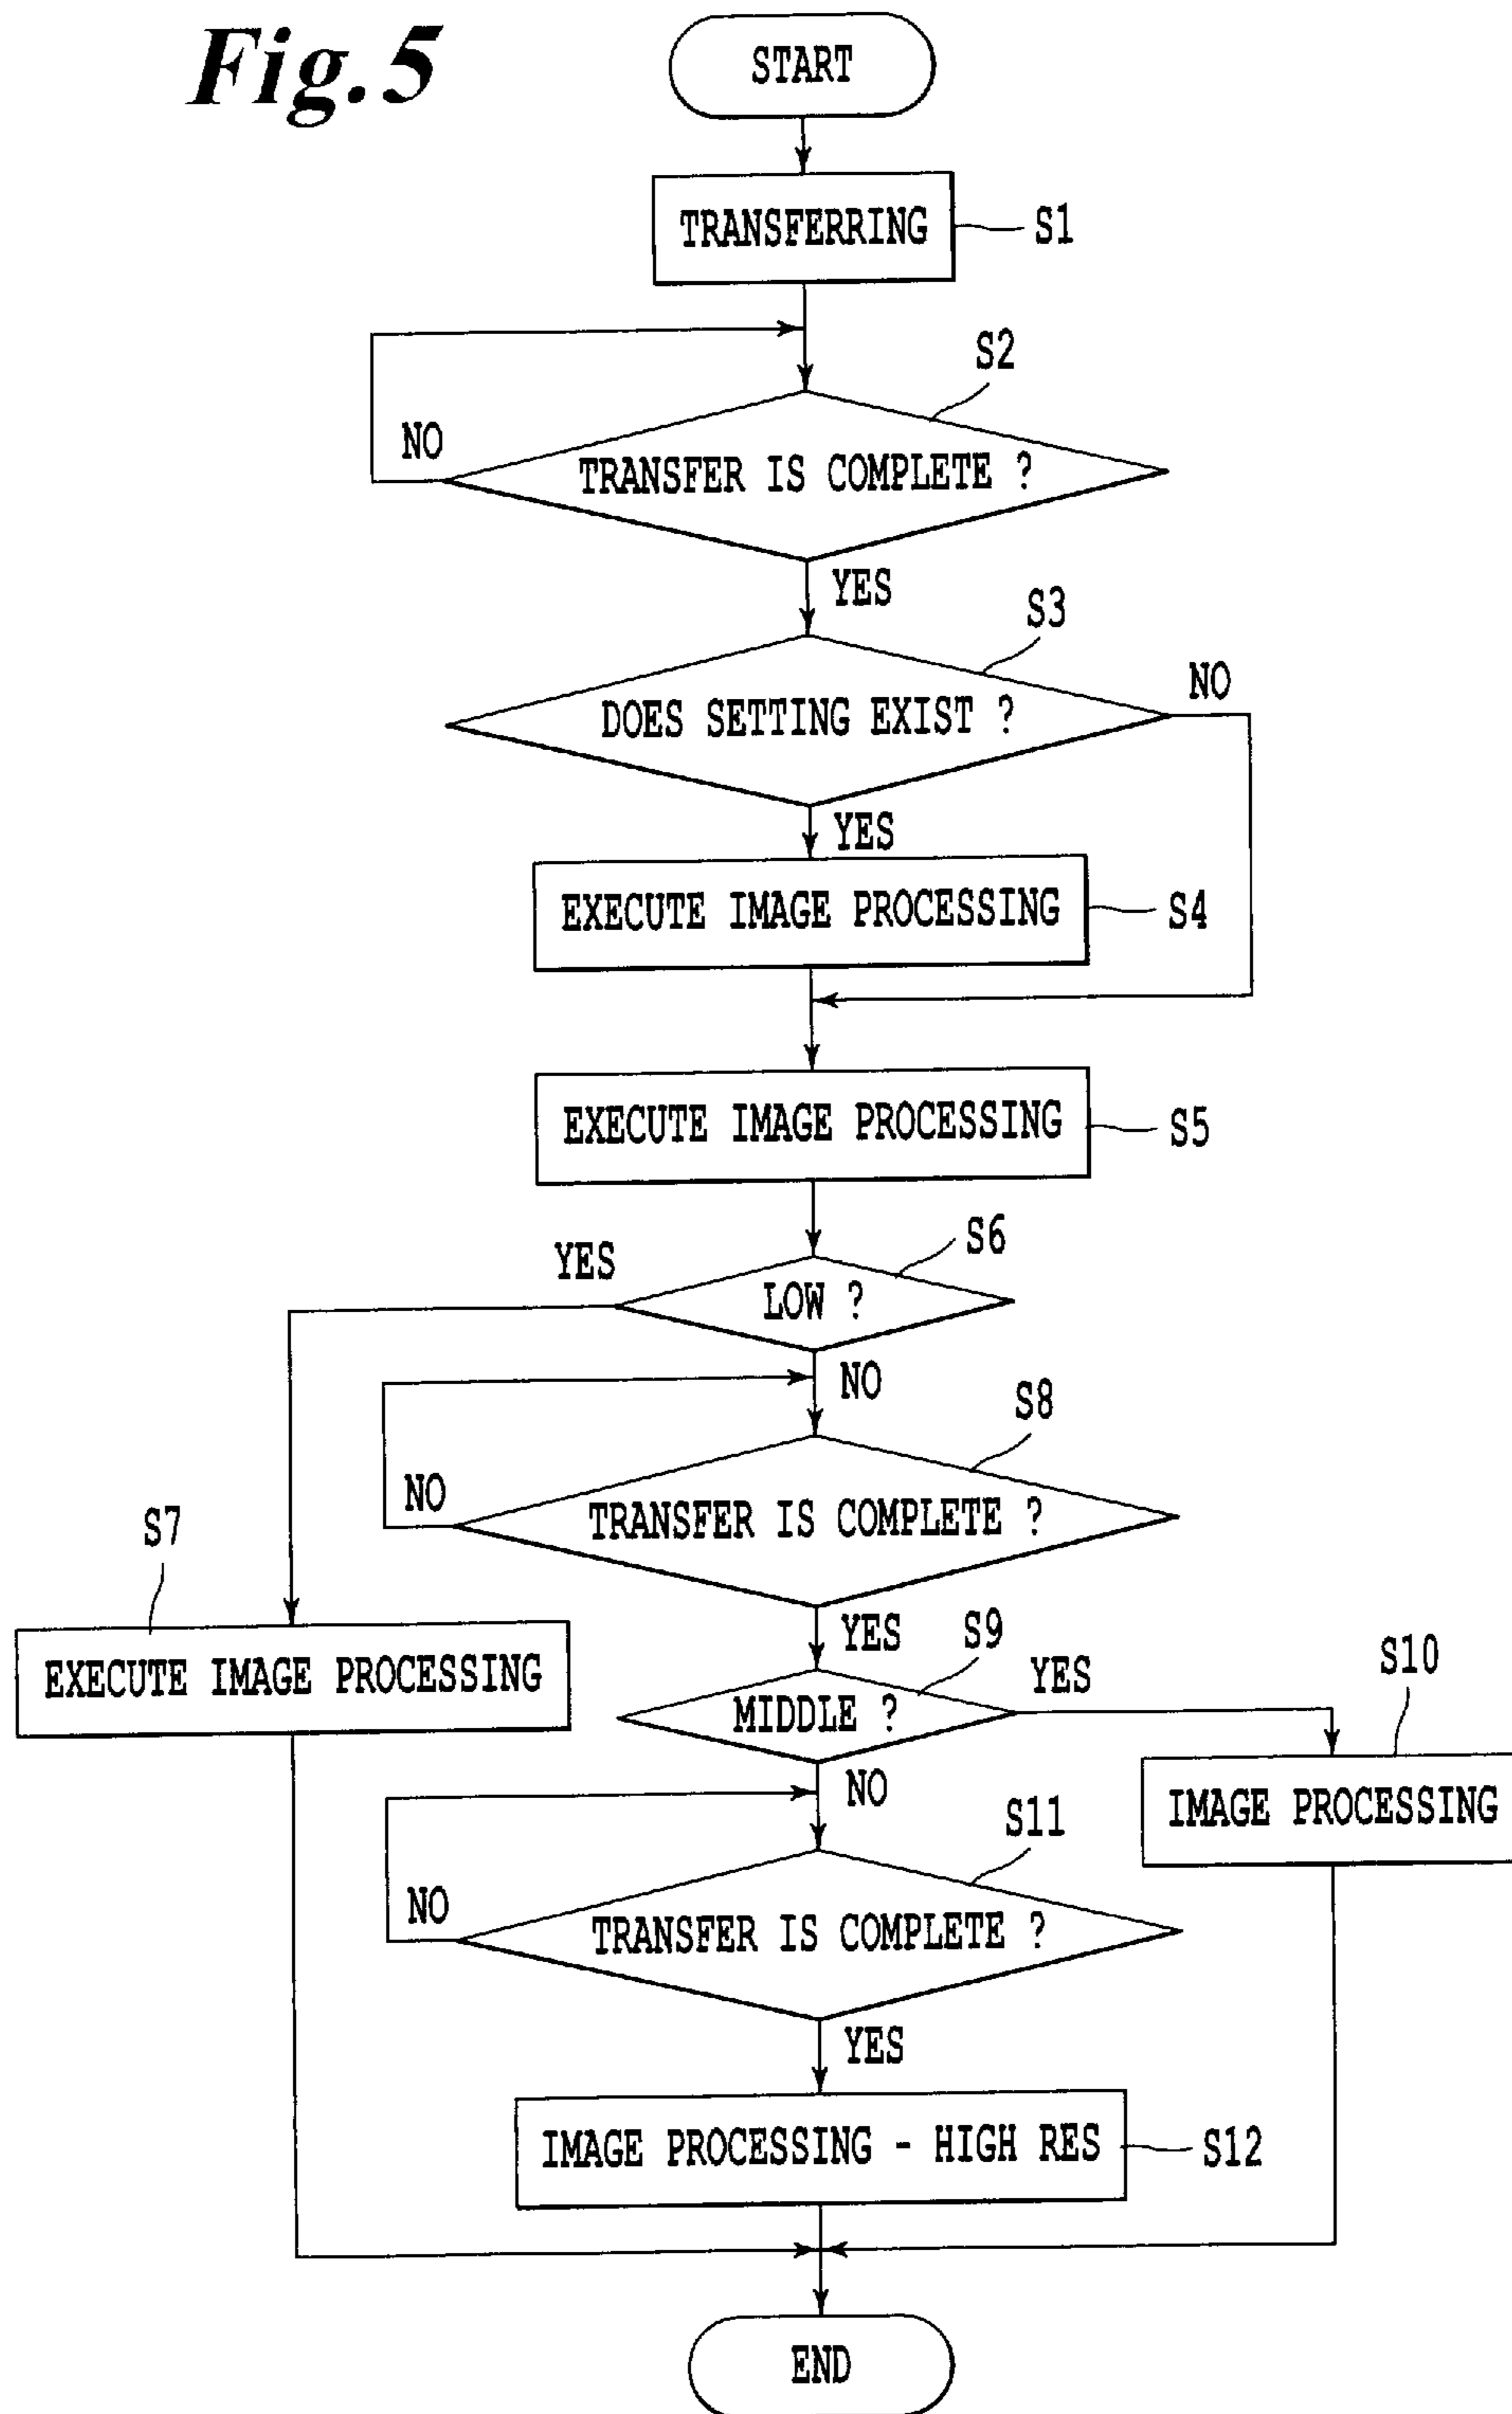 Fig.5
START
TRANSFERRING
S1
S2
NO
TRANSFER IS COMPLETE ?
YES
S3
NO
DOES SETTING EXIST ?
YES
EXECUTE IMAGE PROCESSING
S4
EXECUTE IMAGE PROCESSING
S5
S6
YES
LOW ?
NO
S8
NO
TRANSFER IS COMPLETE ?
S7
EXECUTE IMAGE PROCESSING
YES
S9
YES
S10
MIDDLE ?
NO
IMAGE PROCESSING
S11
NO
TRANSFER IS COMPLETE ?
YES
IMAGE PROCESSING - HIGH RES
S12
END